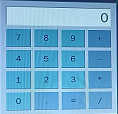 0
7 8 9 +
4 5 6 -
1 2 3 *
0 . = /